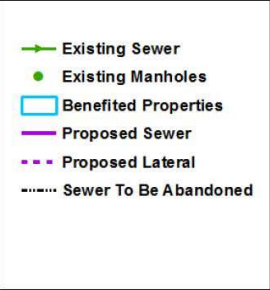 Existing Sewer
Existing Manholes
Benefited Properties
Proposed Sewer
Proposed Lateral
Sewer To Be Abandoned